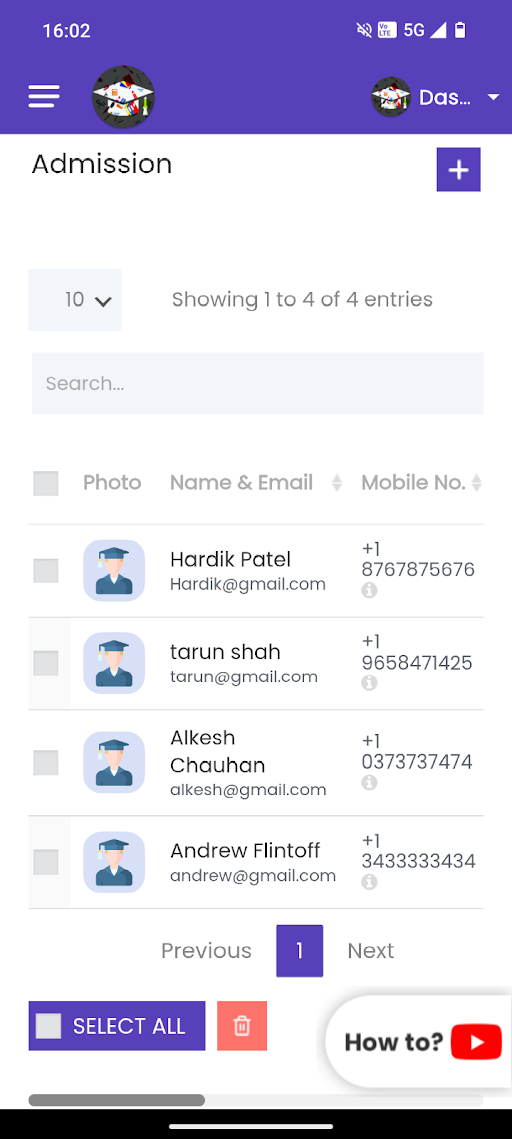 16:02
Vo LTE 5G
Das...
Admission
+
10
Showing 1 to 4 of 4 entries
Search...
Photo Name & Email Mobile No.
Hardik Patel
Hardik@gmail.com
+1
8767875676
tarun shah
tarun@gmail.com
+1
9658471425
Alkesh
Chauhan
alkesh@gmail.com
+1
0373737474
Andrew Flintoff
andrew@gmail.com
+1
3433333434
Previous 1 Next
SELECT ALL
How to?